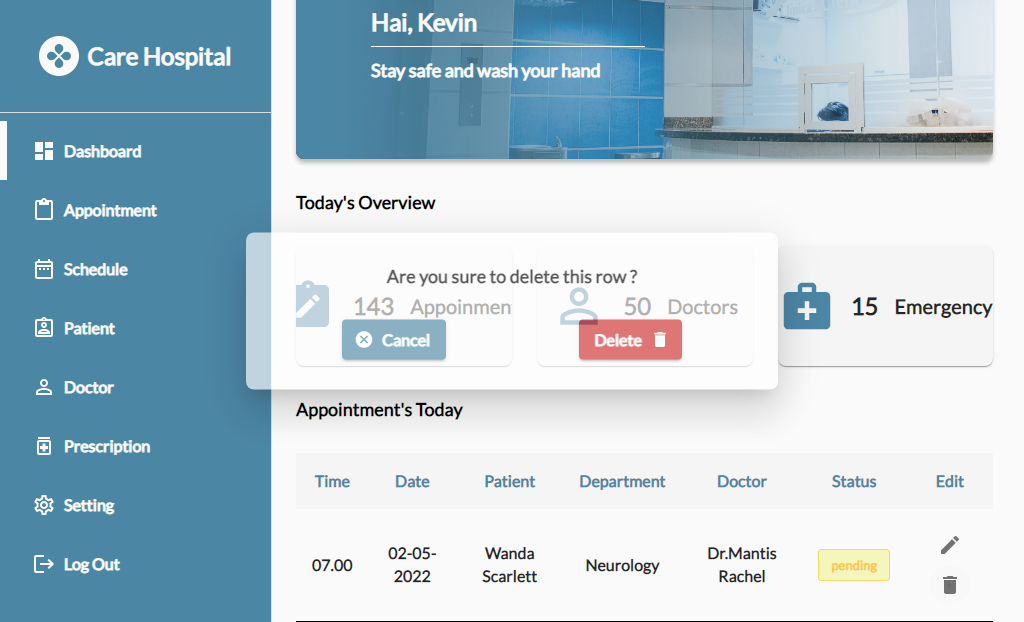 Care Hospital
Dashboard
Appointment
Schedule
Patient
Doctor
Prescription
Setting
Log Out
Hai, Kevin
Stay safe and wash your hand
Today's Overview
Are you sure to delete this row ?
143 Appoinmen
50 Doctors
15 Emergency
Cancel
Delete
Appointment's Today
Time Date Patient Department Doctor Status Edit
07.00 02-05- Wanda Neurology Dr.Mantis pending
2022 Scarlett Rachel